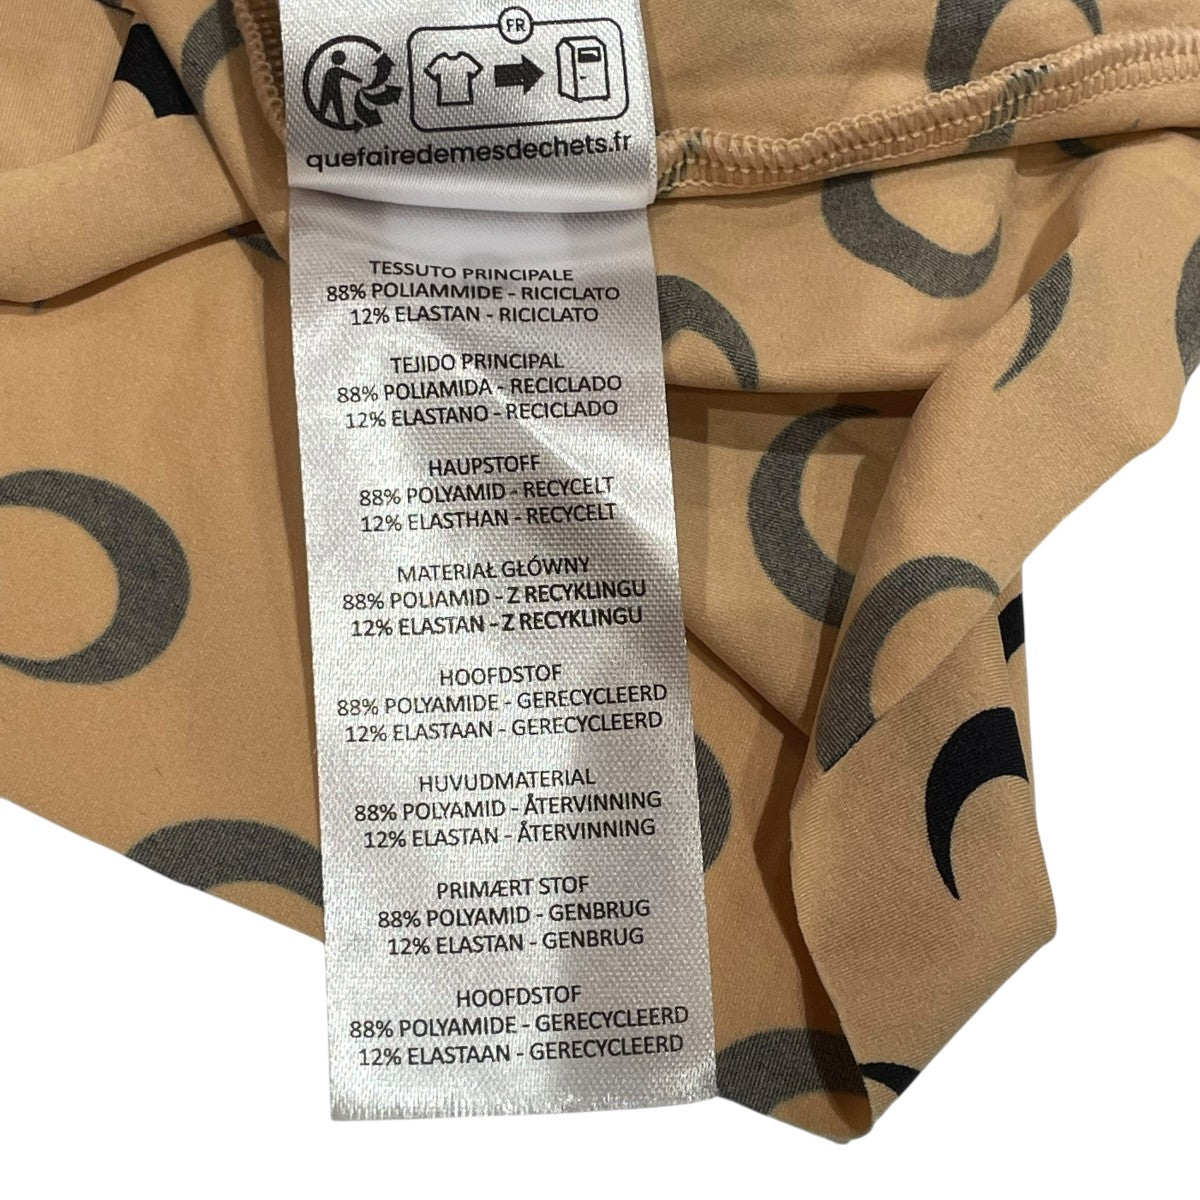 FR
quefairedemesdechets.fr
TESSUTO PRINCIPALE
88% POLIAMMIDE - RICICLATO
12% ELASTAN - RICICLATO
TEJIDO PRINCIPAL
88% POLIAMIDA - RECICLADO
12% ELASTANO - RECICLADO
HAUPSTOFF
88% POLYAMID - RECYCELT
12% ELASTHAN - RECYCELT
MATERIAŁ GŁÓWNY
88% POLIAMID - Z RECYKLINGU
12% ELASTAN - Z RECYKLINGU
HOOFDSTOF
88% POLYAMIDE - GERECYCLEERD
12% ELASTAAN - GERECYCLEERD
HUVUDMATERIAL
88% POLYAMID - ÅTERVINNING
12% ELASTAN - ÅTERVINNING
PRIMÆRT STOF
88% POLYAMID - GENBRUG
12% ELASTAN - GENBRUG
HOOFDSTOF
88% POLYAMIDE - GERECYCLEERD
12% ELASTAAN - GERECYCLEERD